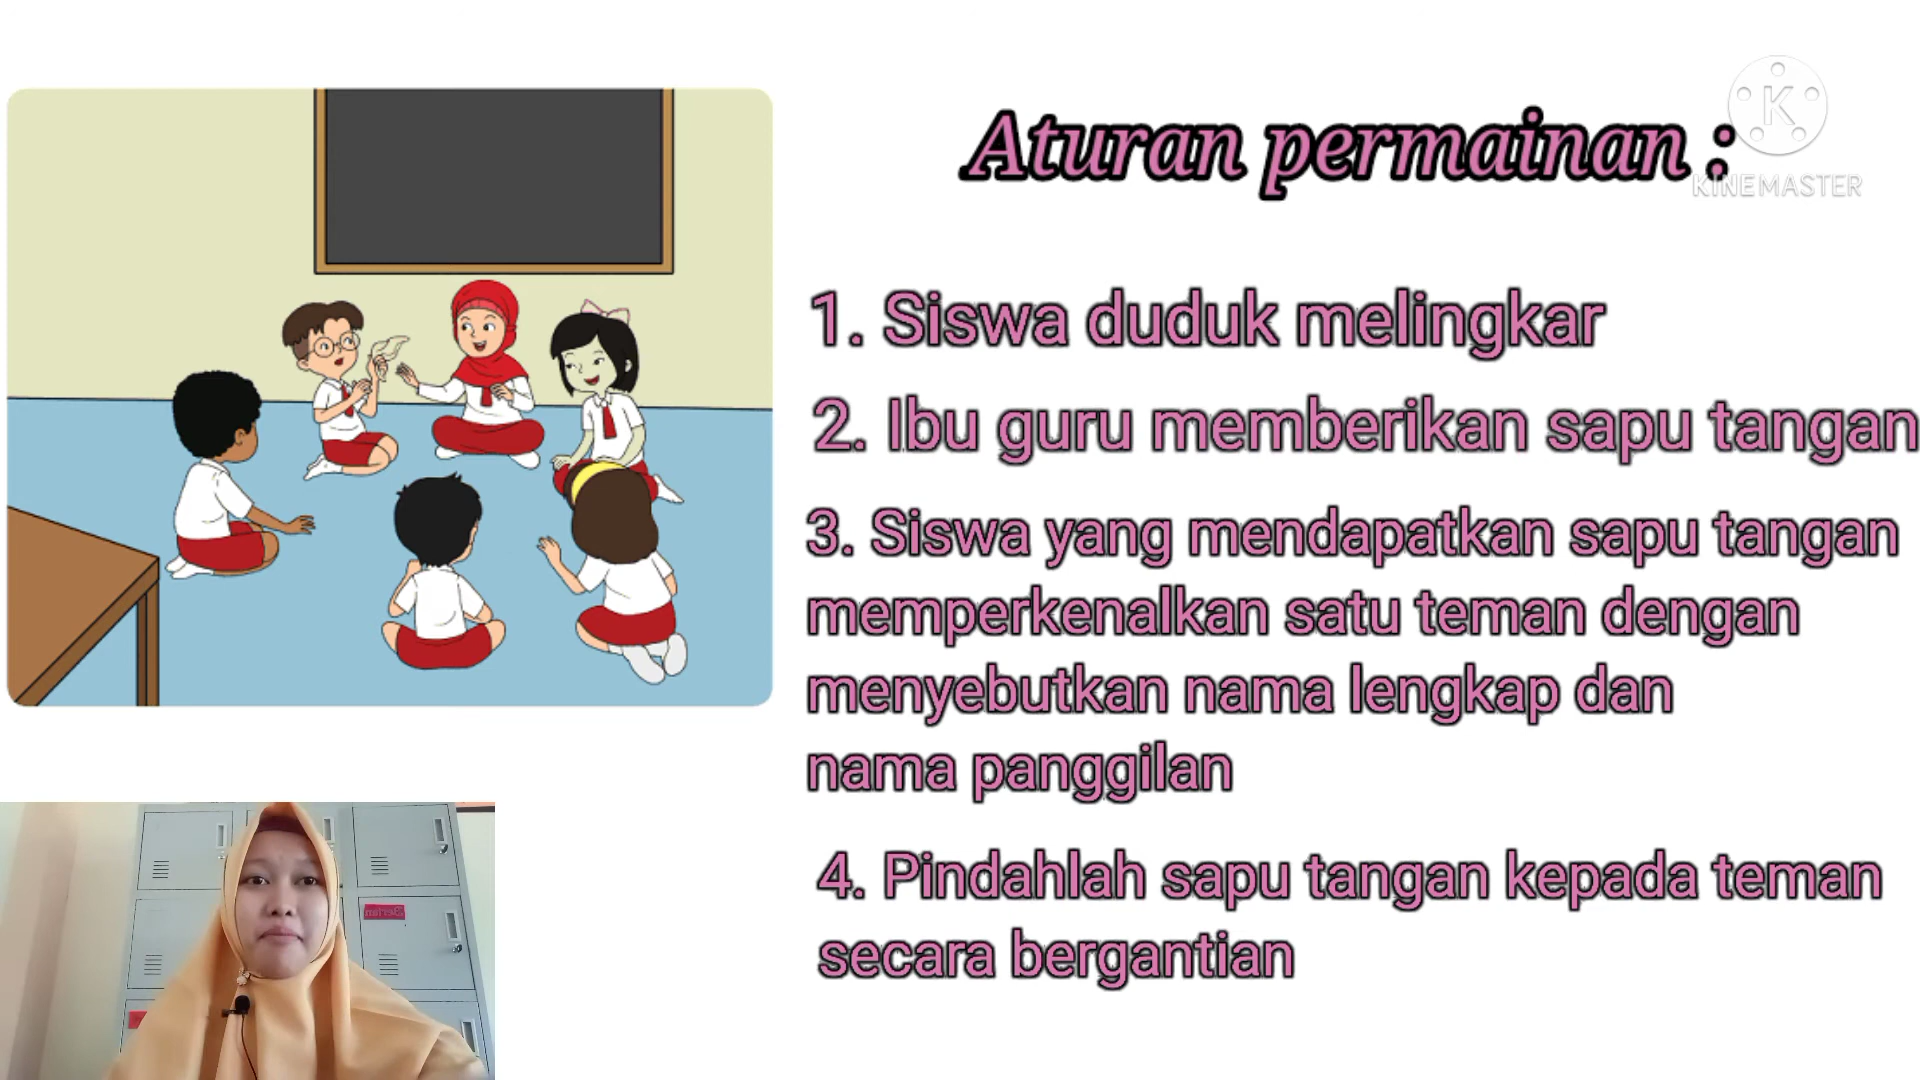 Aturan permainan :
KINEMASTER
1. Siswa duduk melingkar
2. Ibu guru memberikan sapu tangan
3. Siswa yang mendapatkan sapu tangan
memperkenalkan satu teman dengan
menyebutkan nama lengkap dan
nama panggilan
4. Pindahlah sapu tangan kepada teman
secara bergantian